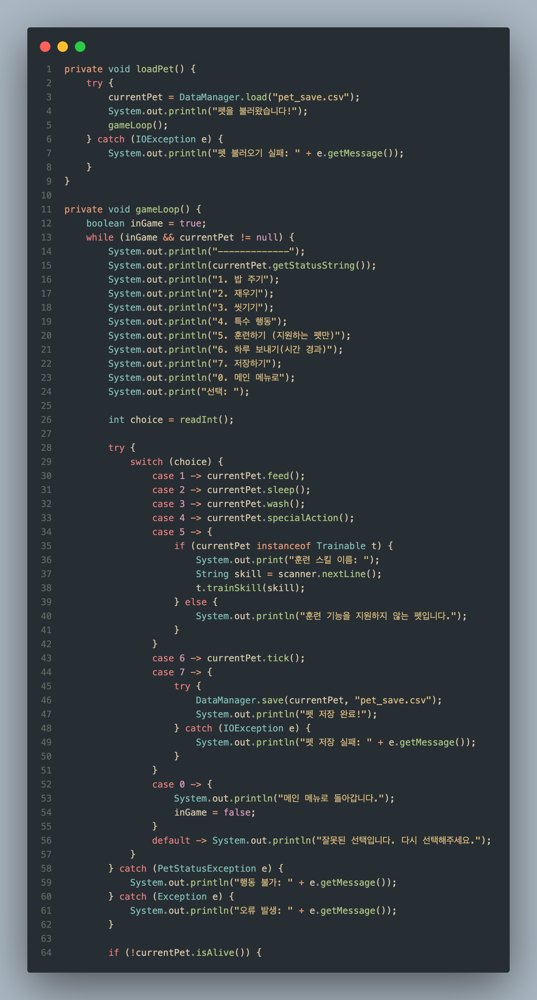 1 private void loadPet() {
2     try {
3         currentPet = DataManager.load("pet_save.csv");
4         System.out.println("펫을 불러왔습니다!");
5         gameLoop();
6     } catch (IOException e) {
7         System.out.println("펫 불러오기 실패: " + e.getMessage());
8     }
9 }
10
11 private void gameLoop() {
12     boolean inGame = true;
13     while (inGame && currentPet != null) {
14         System.out.println("-------------");
15         System.out.println(currentPet.getStatusString());
16         System.out.println("1. 밥 주기");
17         System.out.println("2. 재우기");
18         System.out.println("3. 씻기기");
19         System.out.println("4. 특수 행동");
20         System.out.println("5. 훈련하기 (지원하는 펫만)");
21         System.out.println("6. 하루 보내기(시간 경과)");
22         System.out.println("7. 저장하기");
23         System.out.println("0. 메인 메뉴로");
24         System.out.print("선택: ");
25
26         int choice = readInt();
27
28         try {
29             switch (choice) {
30                 case 1 -> currentPet.feed();
31                 case 2 -> currentPet.sleep();
32                 case 3 -> currentPet.wash();
33                 case 4 -> currentPet.specialAction();
34                 case 5 -> {
35                     if (currentPet instanceof Trainable t) {
36                         System.out.print("훈련 스킬 이름: ");
37                         String skill = scanner.nextLine();
38                         t.trainSkill(skill);
39                     } else {
40                         System.out.println("훈련 기능을 지원하지 않는 펫입니다.");
41                     }
42                 }
43                 case 6 -> currentPet.tick();
44                 case 7 -> {
45                     try {
46                         DataManager.save(currentPet, "pet_save.csv");
47                         System.out.println("펫 저장 완료!");
48                     } catch (IOException e) {
49                         System.out.println("펫 저장 실패: " + e.getMessage());
50                     }
51                 }
52                 case 0 -> {
53                     System.out.println("메인 메뉴로 돌아갑니다.");
54                     inGame = false;
55                 }
56                 default -> System.out.println("잘못된 선택입니다. 다시 선택해주세요.");
57             }
58         } catch (PetStatusException e) {
59             System.out.println("행동 불가: " + e.getMessage());
60         } catch (Exception e) {
61             System.out.println("오류 발생: " + e.getMessage());
62         }
63
64         if (!currentPet.isAlive()) {